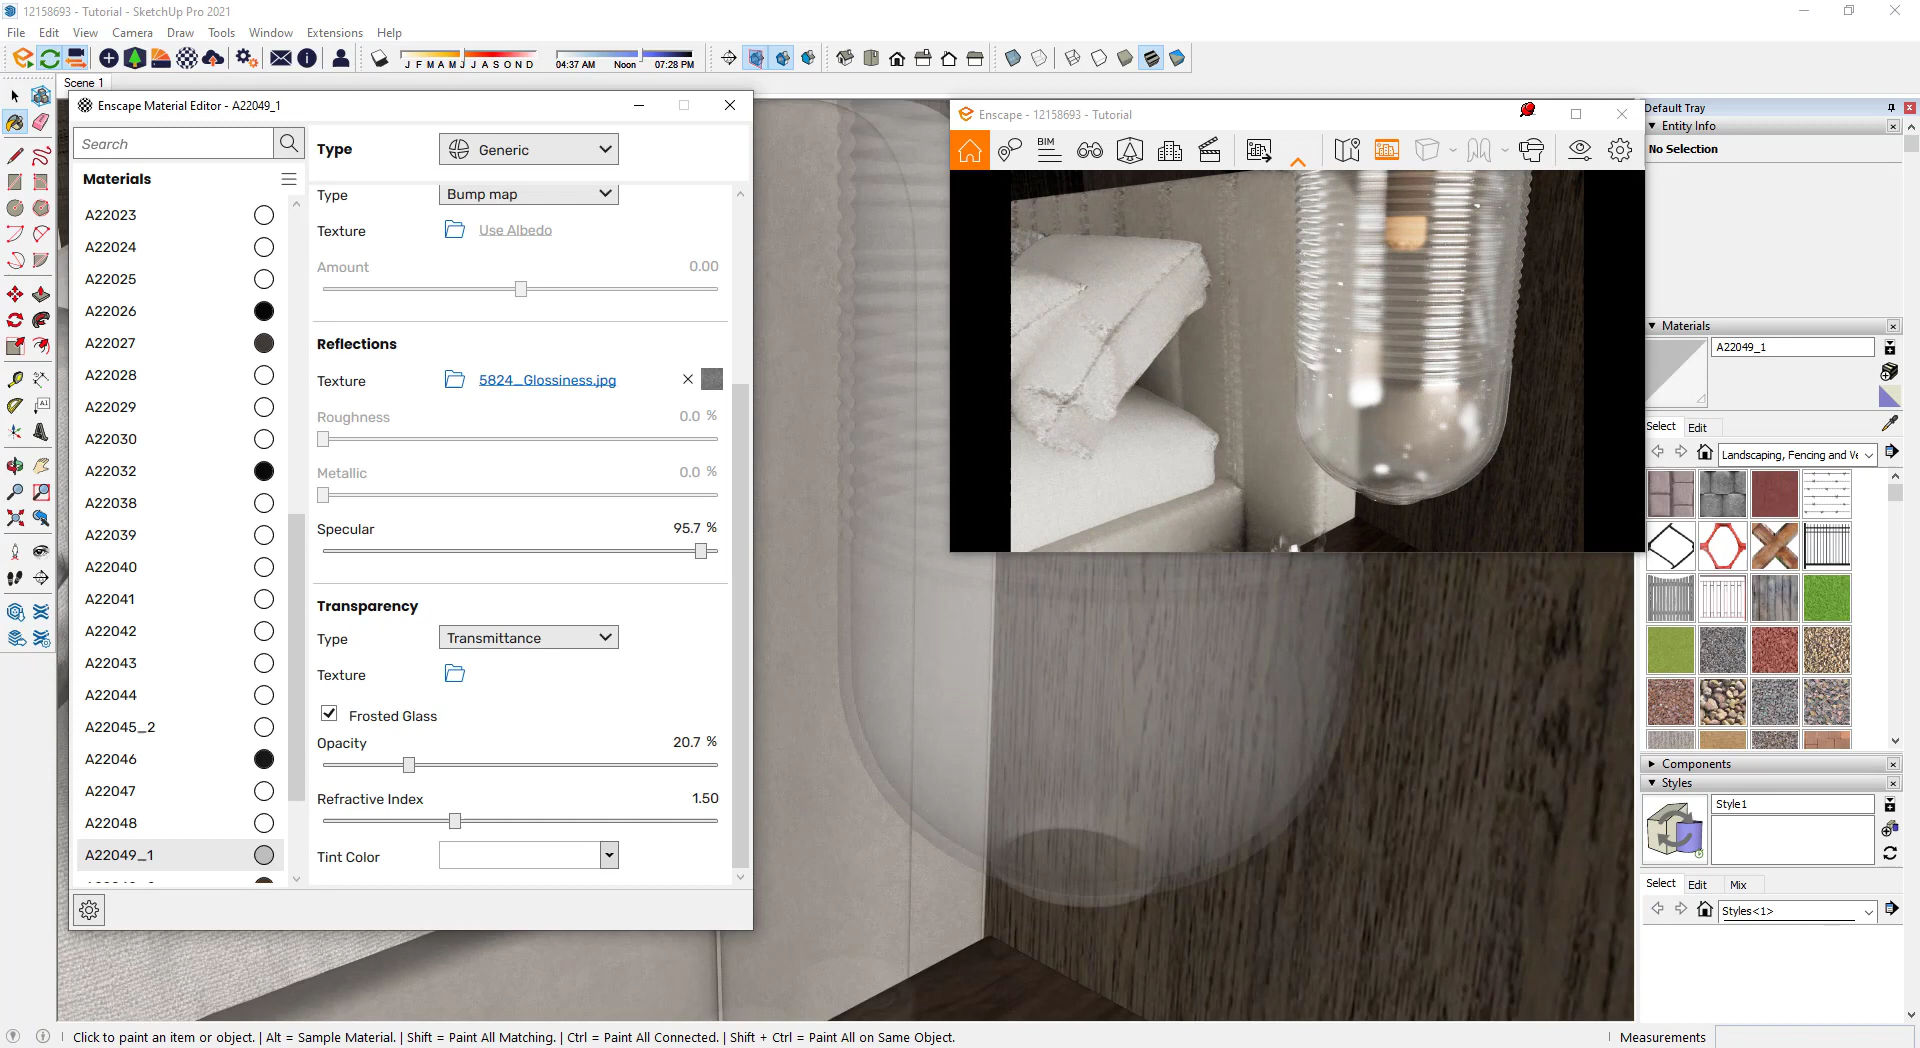 12158693 - Tutorial - SketchUp Pro 2021
File Edit View Camera Draw Tools Window Extensions Help
J F M A M J J A S O N D
04:37 AM Noon 07:28 PM
Scene 1
Enscape Material Editor - A22049_1
Search
Materials
A22023
A22024
A22025
A22026
A22027
A22028
A22029
A22030
A22032
A22038
A22039
A22040
A22041
A22042
A22043
A22044
A22045_2
A22046
A22047
A22048
A22049_1
Type Generic
Type Bump map
Texture Use Albedo
Amount 0.00
Reflections
Texture 5824_Glossiness.jpg
Roughness 0.0 %
Metallic 0.0 %
Specular 95.7 %
Transparency
Type Transmittance
Texture
Frosted Glass
Opacity 20.7 %
Refractive Index 1.50
Tint Color
Enscape - 12158693 - Tutorial
BIM
Default Tray
Entity Info
No Selection
Materials
A22049_1
Select Edit
Landscaping, Fencing and Ve
Components
Styles
Style1
Select Edit Mix
Styles<1>
Click to paint an item or object. | Alt = Sample Material. | Shift = Paint All Matching. | Ctrl = Paint All Connected. | Shift + Ctrl = Paint All on Same Object.
Measurements